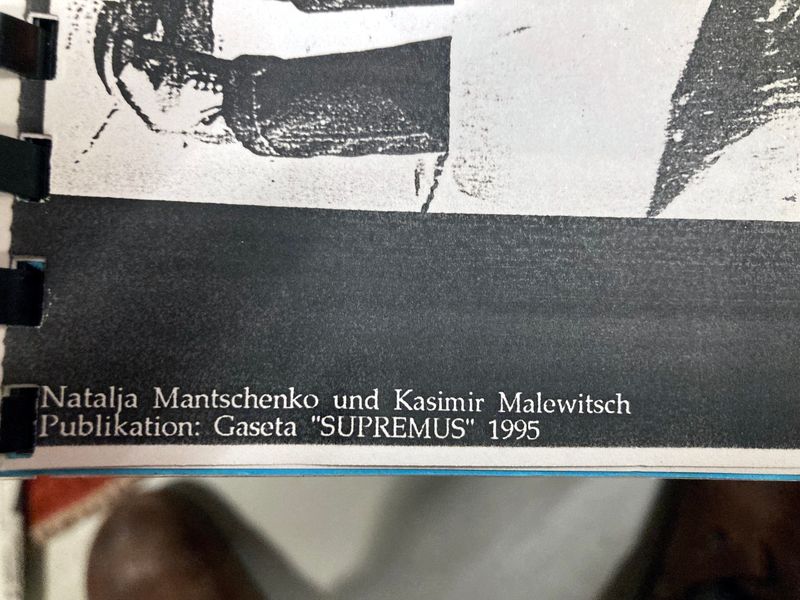 Natalja Mantschenko und Kasimir Malewitsch
Publikation: Gaseta "SUPREMUS" 1995